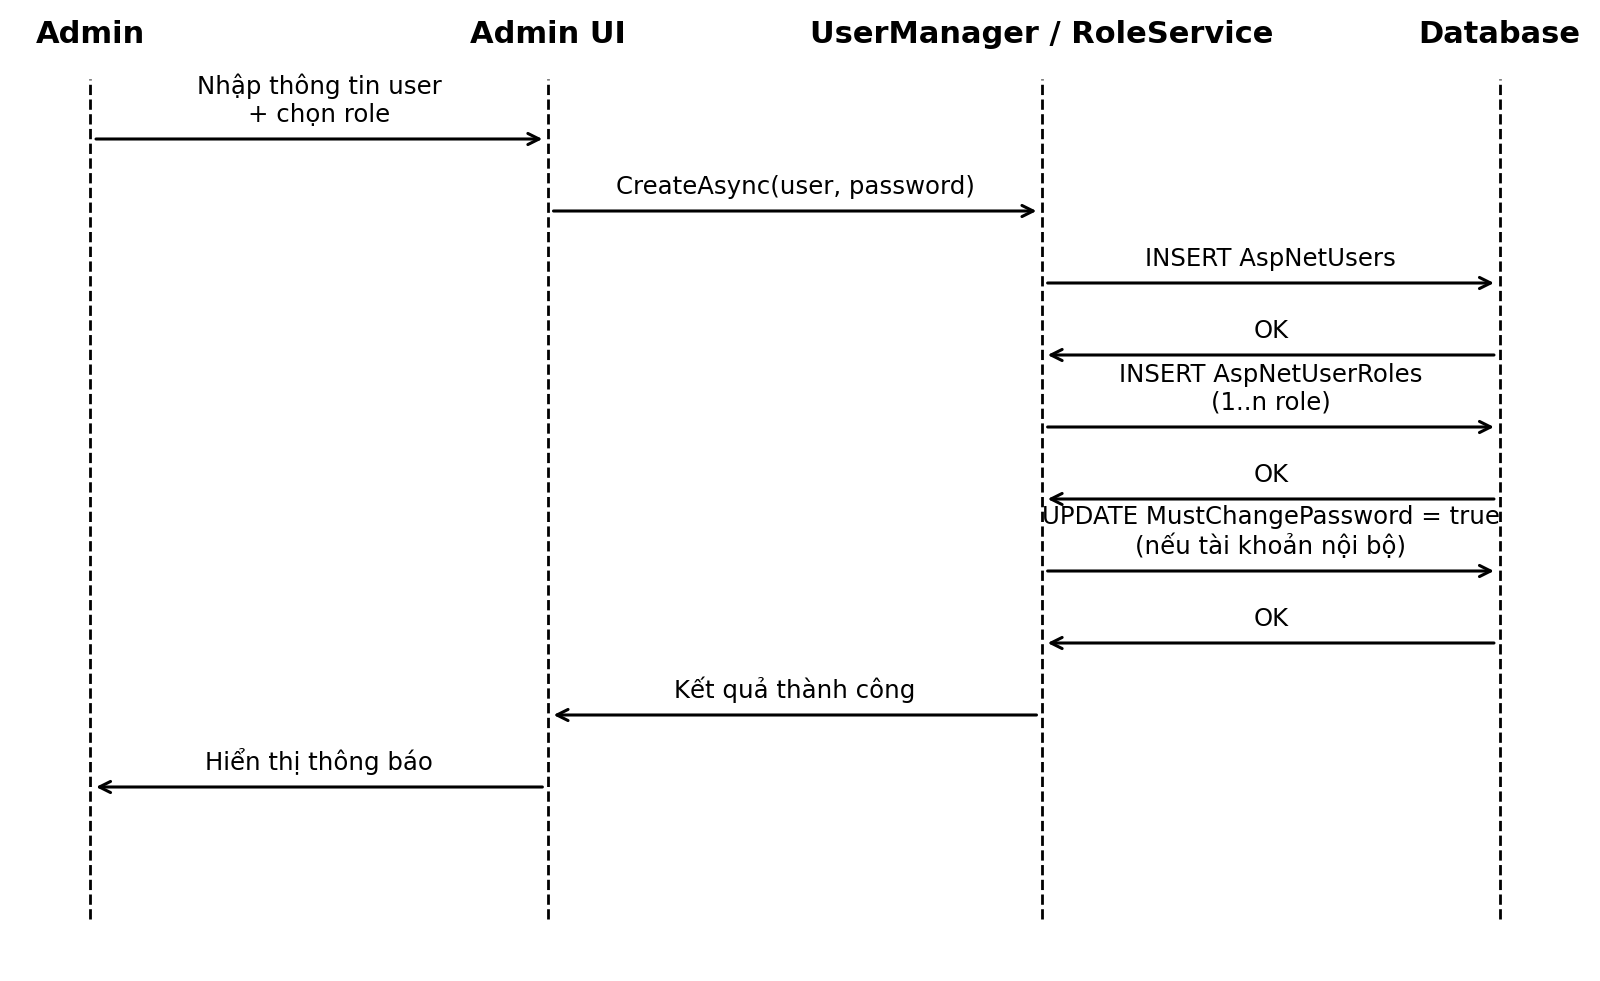 Admin
Admin UI
UserManager / RoleService
Database
Nhập thông tin user
+ chọn role
CreateAsync(user, password)
INSERT AspNetUsers
OK
INSERT AspNetUserRoles
(1..n role)
OK
UPDATE MustChangePassword = true
(nếu tài khoản nội bộ)
OK
Kết quả thành công
Hiển thị thông báo